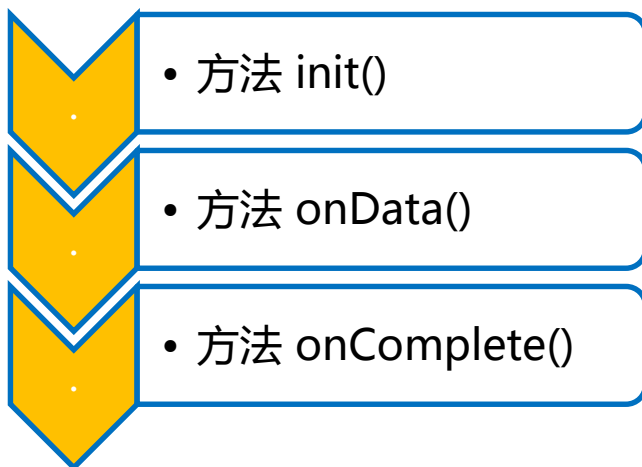 • 方法 init()
• 方法 onData()
• 方法 onComplete()